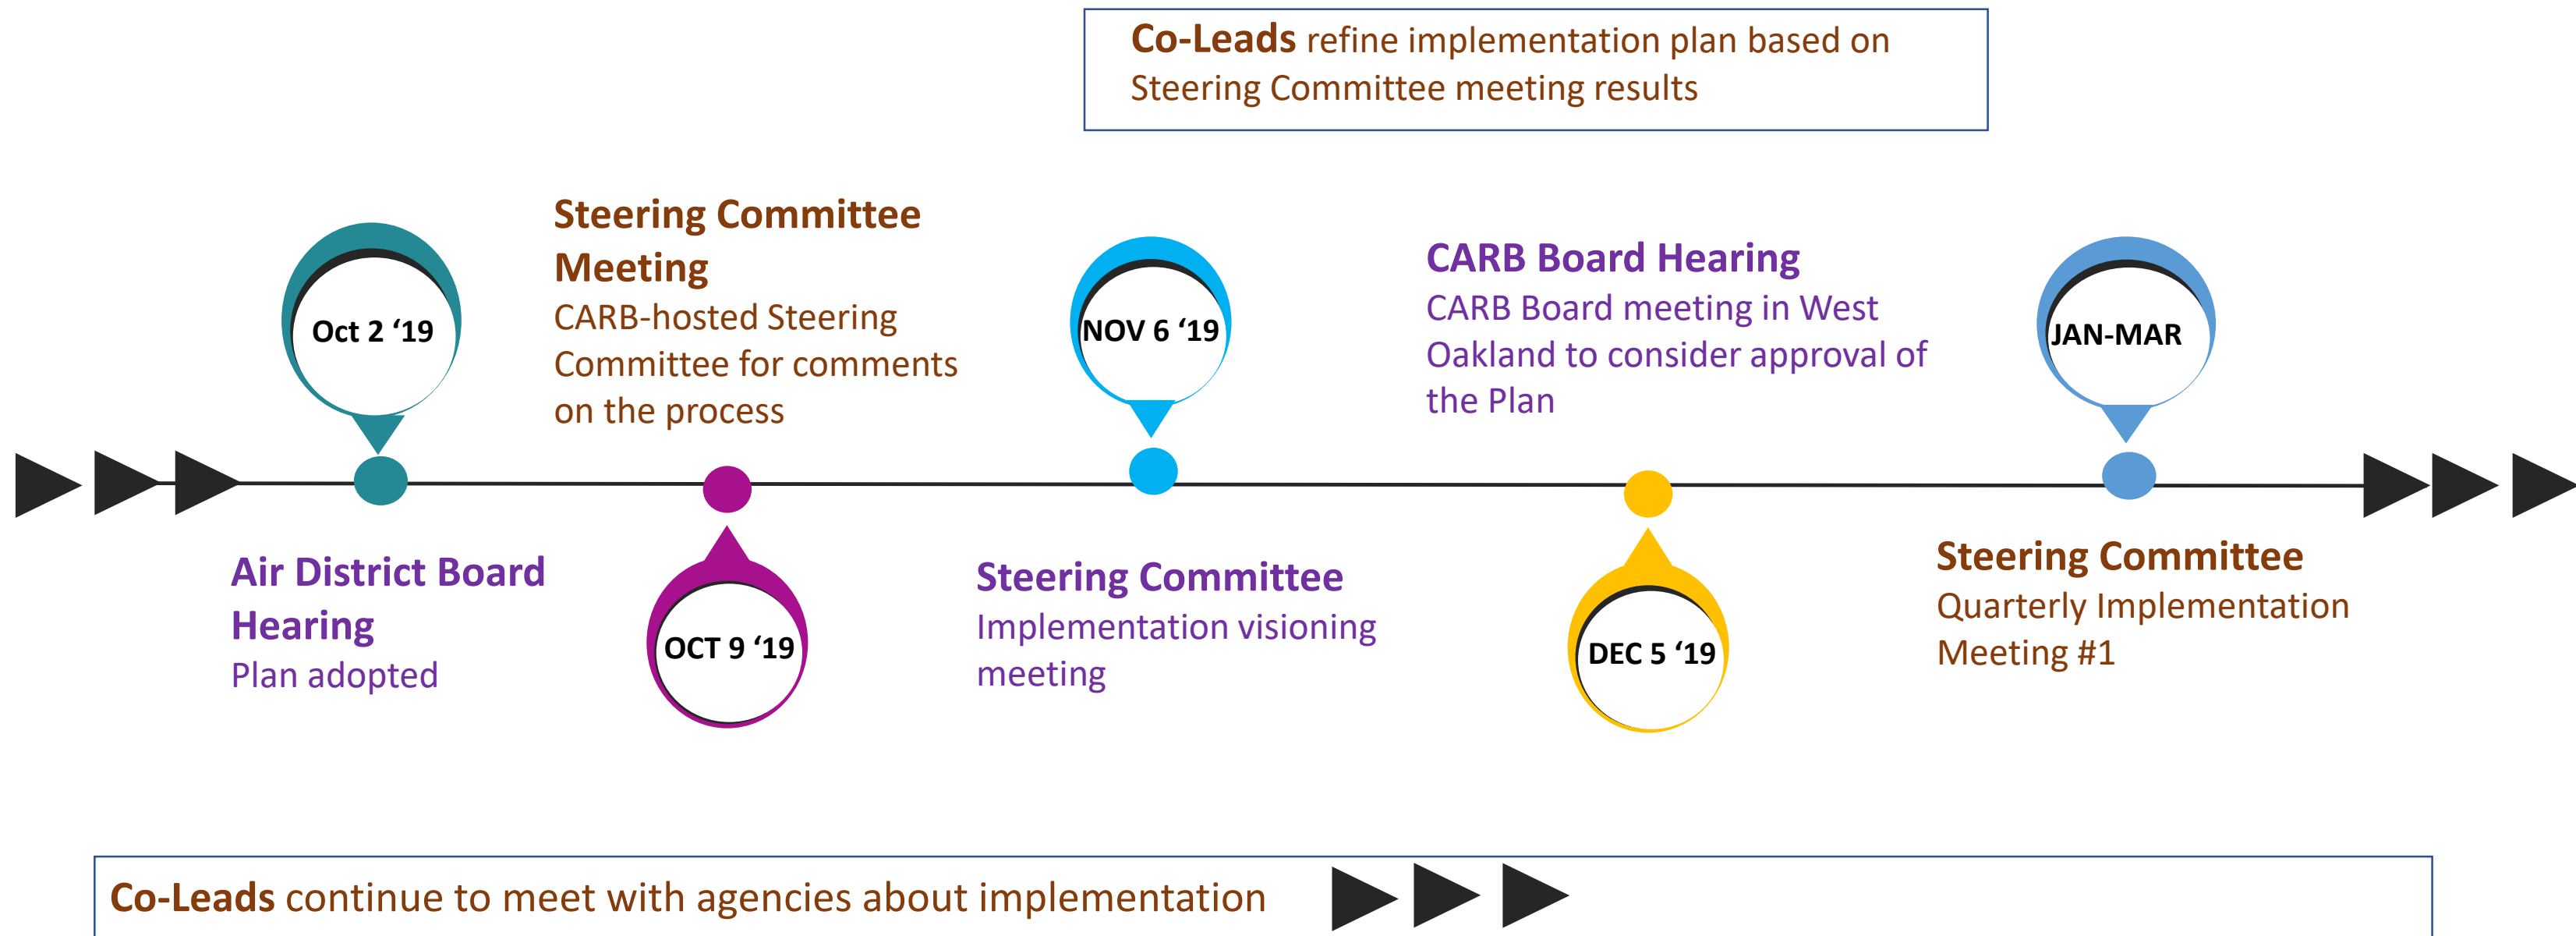 Co-Leads refine implementation plan based on
Steering Committee meeting results
Oct 2 ‘19
Air District Board
Hearing
Plan adopted
Steering Committee
Meeting
CARB-hosted Steering
Committee for comments
on the process
OCT 9 ‘19
NOV 6 ‘19
Steering Committee
Implementation visioning
meeting
CARB Board Hearing
CARB Board meeting in West
Oakland to consider approval of
the Plan
DEC 5 ‘19
JAN-MAR
Steering Committee
Quarterly Implementation
Meeting #1
Co-Leads continue to meet with agencies about implementation